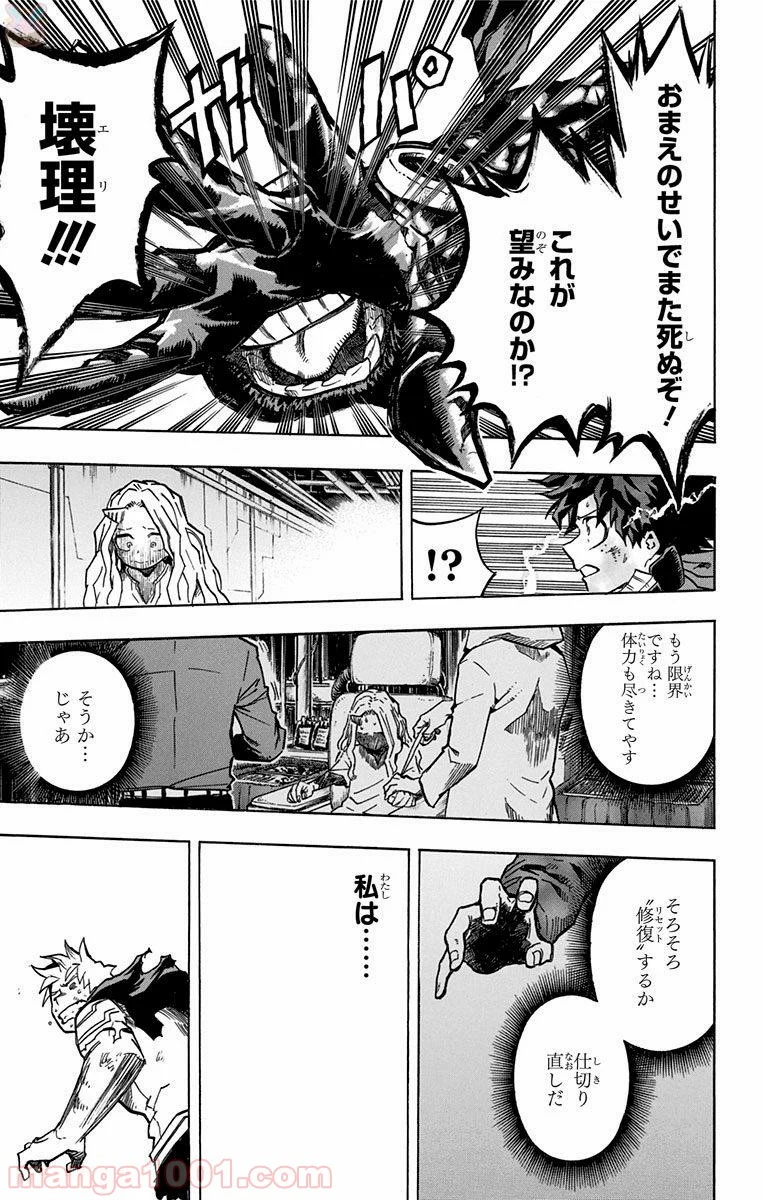 おまえのせいでまた死ぬぞ！
これが
望みなのか!?
壊理!!!
ガパ
!?
もう限界
ですね…
体力も尽きてやす
そうか…
じゃあ
そろそろ
〝修復〟するか
仕切り
直しだ
私は……
manga1001.com